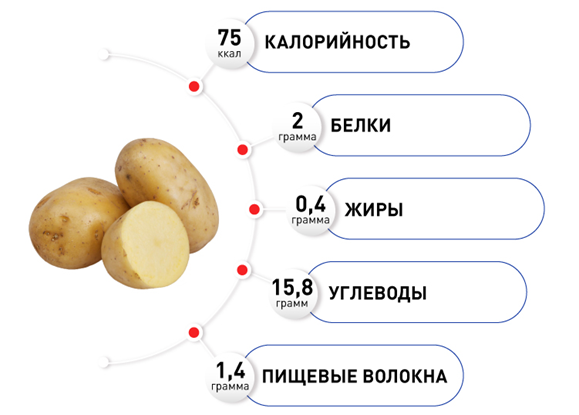 75
ккал
КАЛОРИЙНОСТЬ
2
грамма
БЕЛКИ
0,4
грамма
ЖИРЫ
15,8
грамм
УГЛЕВОДЫ
1,4
грамма
ПИЩЕВЫЕ ВОЛОКНА